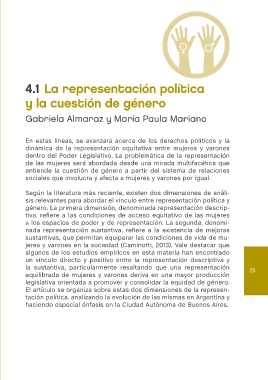 4.1 La representación política
y la cuestión de género
Gabriela Almaraz y María Paula Mariano
En estas líneas, se avanzará acerca de los derechos políticos y la
dinámica de la representación equitativa entre mujeres y varones
dentro del Poder Legislativo. La problemática de la representación
de las mujeres será abordada desde una mirada multifacética que
entiende la cuestión de género a partir del sistema de relaciones
sociales que involucra y afecta a mujeres y varones por igual.
Según la literatura más reciente, existen dos dimensiones de análi-
sis relevantes para abordar el vínculo entre representación política y
género. La primera dimensión, denominada representación descrip-
tiva, refiere a las condiciones de acceso equitativo de las mujeres
a los espacios de poder y de representación. La segunda, denomi-
nada representación sustantiva, refiere a la existencia de mejoras
sustantivas, que permitan equiparar las condiciones de vida de mu-
jeres y varones en la sociedad (Caminotti, 2013). Vale destacar que
algunos de los estudios empíricos en esta materia han encontrado
un vínculo directo y positivo entre la representación descriptiva y
la sustantiva, particularmente resaltando que una representación
equilibrada de mujeres y varones deriva en una mayor producción
legislativa orientada a promover y consolidar la equidad de género.
El artículo se organiza sobre estas dos dimensiones de la represen-
tación política, analizando la evolución de las mismas en Argentina y
haciendo especial énfasis en la Ciudad Autónoma de Buenos Aires.
25